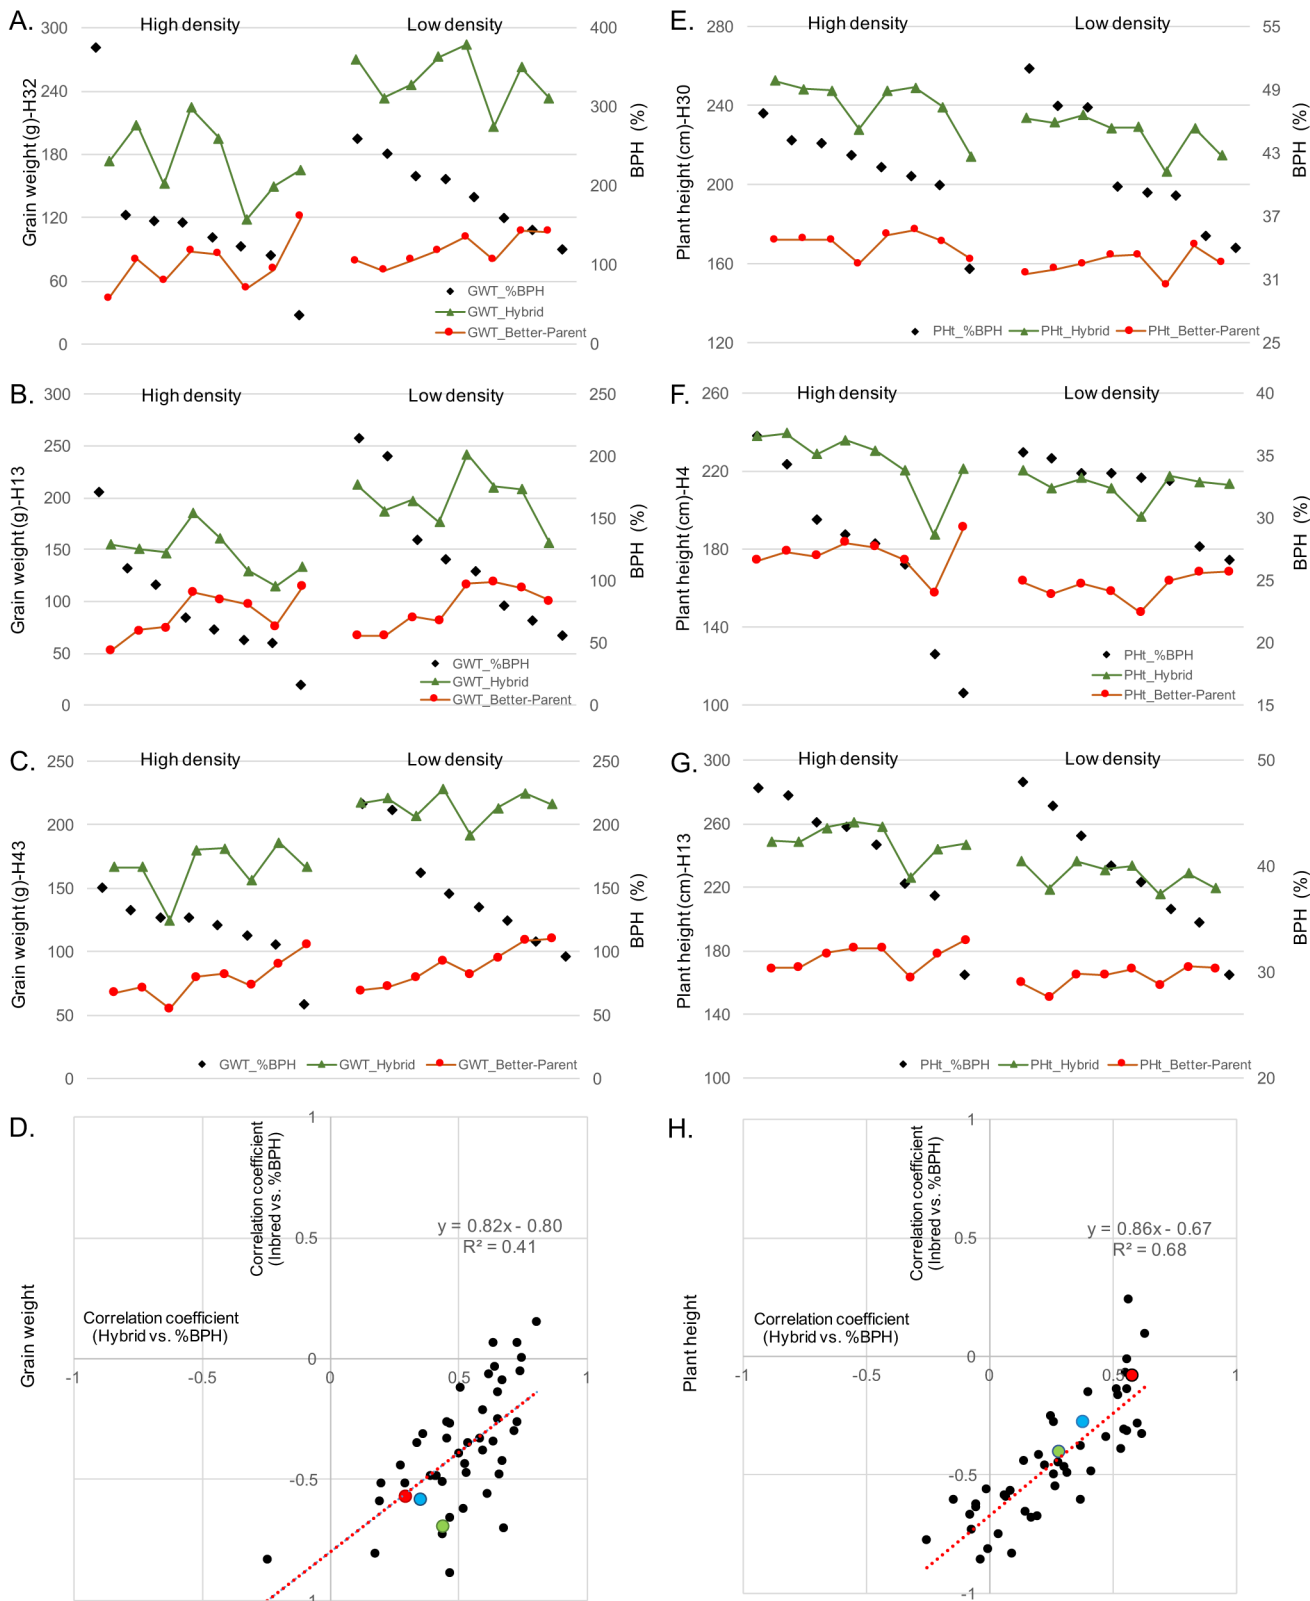 A.
High density
Low density
300
240
180
120
60
0
Grain weight (g)-H32
400
300
200
100
0
BPH (%)
GWT_%BPH
GWT_Hybrid
GWT_Better-Parent
E.
High density
Low density
280
240
200
160
120
Plant height (cm)-H30
55
49
43
37
31
25
BPH (%)
PHt_%BPH PHt_Hybrid PHt_Better-Parent
B.
High density
Low density
300
250
200
150
100
50
0
Grain weight (g)-H13
250
200
150
100
50
0
BPH (%)
GWT_%BPH
GWT_Hybrid
GWT_Better-Parent
F.
High density
Low density
260
220
180
140
100
Plant height (cm)-H4
40
35
30
25
20
15
BPH (%)
PHt_%BPH
PHt_Hybrid
PHt_Better-Parent
C.
High density
Low density
250
200
150
100
50
0
Grain weight (g)-H43
250
200
150
100
50
0
BPH (%)
GWT_%BPH GWT_Hybrid GWT_Better-Parent
G.
High density
Low density
300
260
220
180
140
100
Plant height (cm)-H13
50
40
30
20
BPH (%)
PHt_%BPH PHt_Hybrid PHt_Better-Parent
D.
Grain weight
Correlation coefficient
(Inbred vs. %BPH)
1
0.5
0
-0.5
y = 0.82x - 0.80
R² = 0.41
Correlation coefficient
(Hybrid vs. %BPH)
-1 -0.5 0 0.5 1
H.
Plant height
Correlation coefficient
(Inbred vs. %BPH)
1
0.5
0
-0.5
-1
y = 0.86x - 0.67
R² = 0.68
Correlation coefficient
(Hybrid vs. %BPH)
-1 -0.5 0 0.5 1